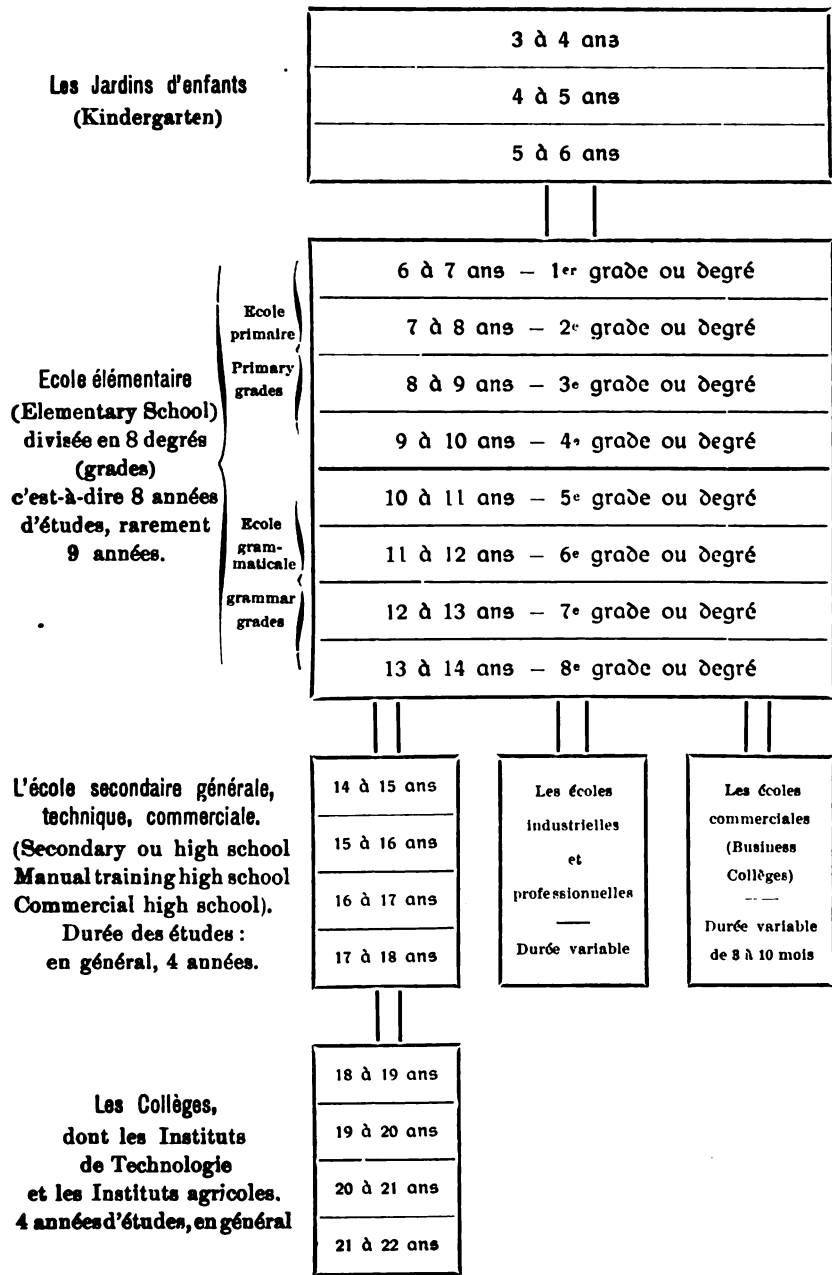 Les Jardins d'enfants
(Kindergarten)
3 à 4 ans
4 à 5 ans
5 à 6 ans
Ecole élémentaire
(Elementary School)
divisée en 8 degrés
(grades)
c'est-à-dire 8 années
d'études, rarement
9 années.
Ecole
primaire
Primary
grades
Ecole
gram-
maticale
grammar
grades
6 à 7 ans — 1er grade ou degré
7 à 8 ans — 2e grade ou degré
8 à 9 ans — 3e grade ou degré
9 à 10 ans — 4e grade ou degré
10 à 11 ans — 5e grade ou degré
11 à 12 ans — 6e grade ou degré
12 à 13 ans — 7e grade ou degré
13 à 14 ans — 8e grade ou degré
L'école secondaire générale,
technique, commerciale.
(Secondary ou high school
Manual training high school
Commercial high school).
Durée des études :
en général, 4 années.
14 à 15 ans
15 à 16 ans
16 à 17 ans
17 à 18 ans
Les écoles
industrielles
et
professionnelles
Durée variable
Les écoles
commerciales
(Business
Collèges)
Durée variable
de 8 à 10 mois
Les Collèges,
dont les Instituts
de Technologie
et les Instituts agricoles.
4 années d'études, en général
18 à 19 ans
19 à 20 ans
20 à 21 ans
21 à 22 ans